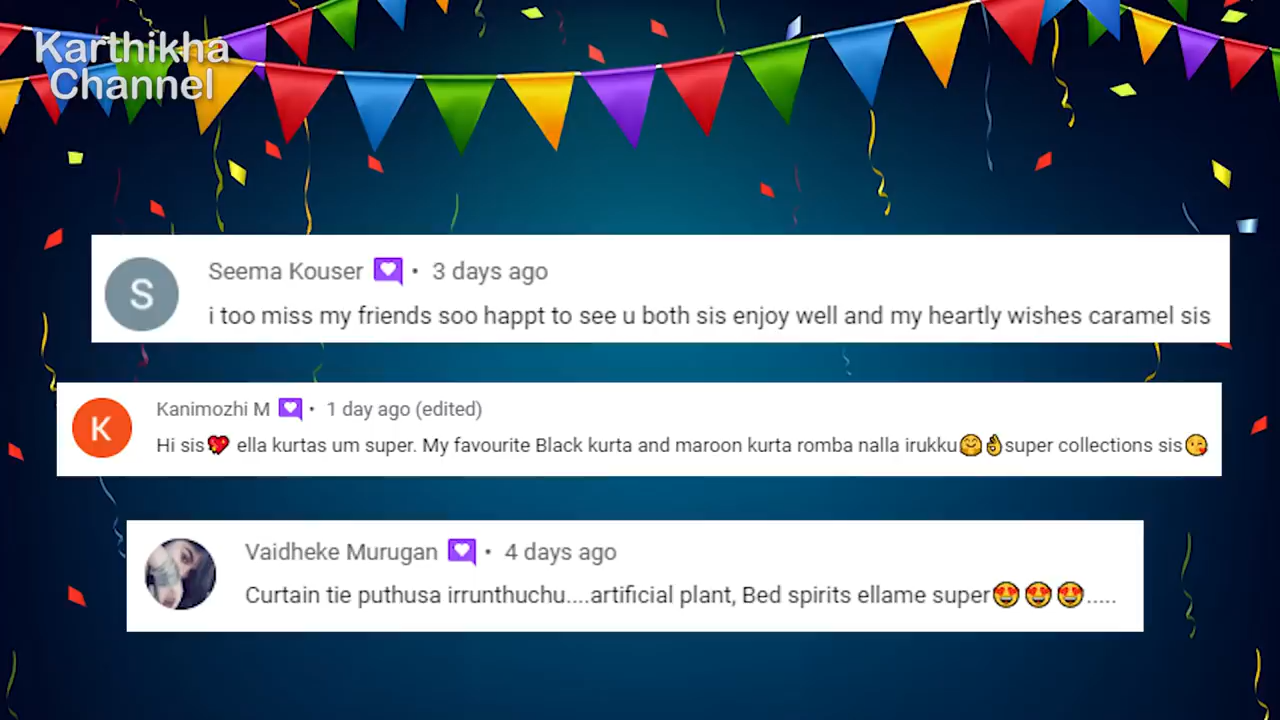 Karthikha
Channel
S
Seema Kouser • 3 days ago
i too miss my friends soo happt to see u both sis enjoy well and my heartly wishes caramel sis
K
Kanimozhi M • 1 day ago (edited)
Hi sis💖 ella kurtas um super. My favourite Black kurta and maroon kurta romba nalla irukku🤗👌super collections sis😘
Vaidheke Murugan • 4 days ago
Curtain tie puthusa irrunthuchu....artificial plant, Bed spirits ellame super😍😍😍.....